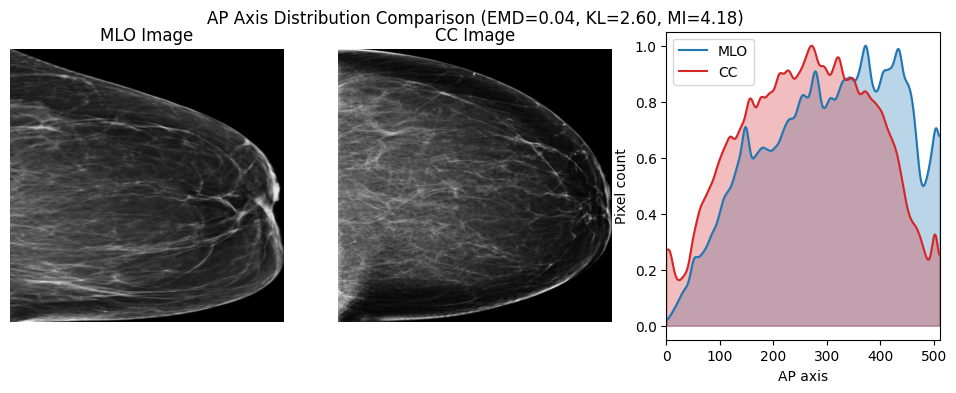 AP Axis Distribution Comparison (EMD=0.04, KL=2.60, MI=4.18)
MLO Image
CC Image
MLO
CC
1.0
0.8
0.6
0.4
0.2
0.0
Pixel count
0 100 200 300 400 500
AP axis